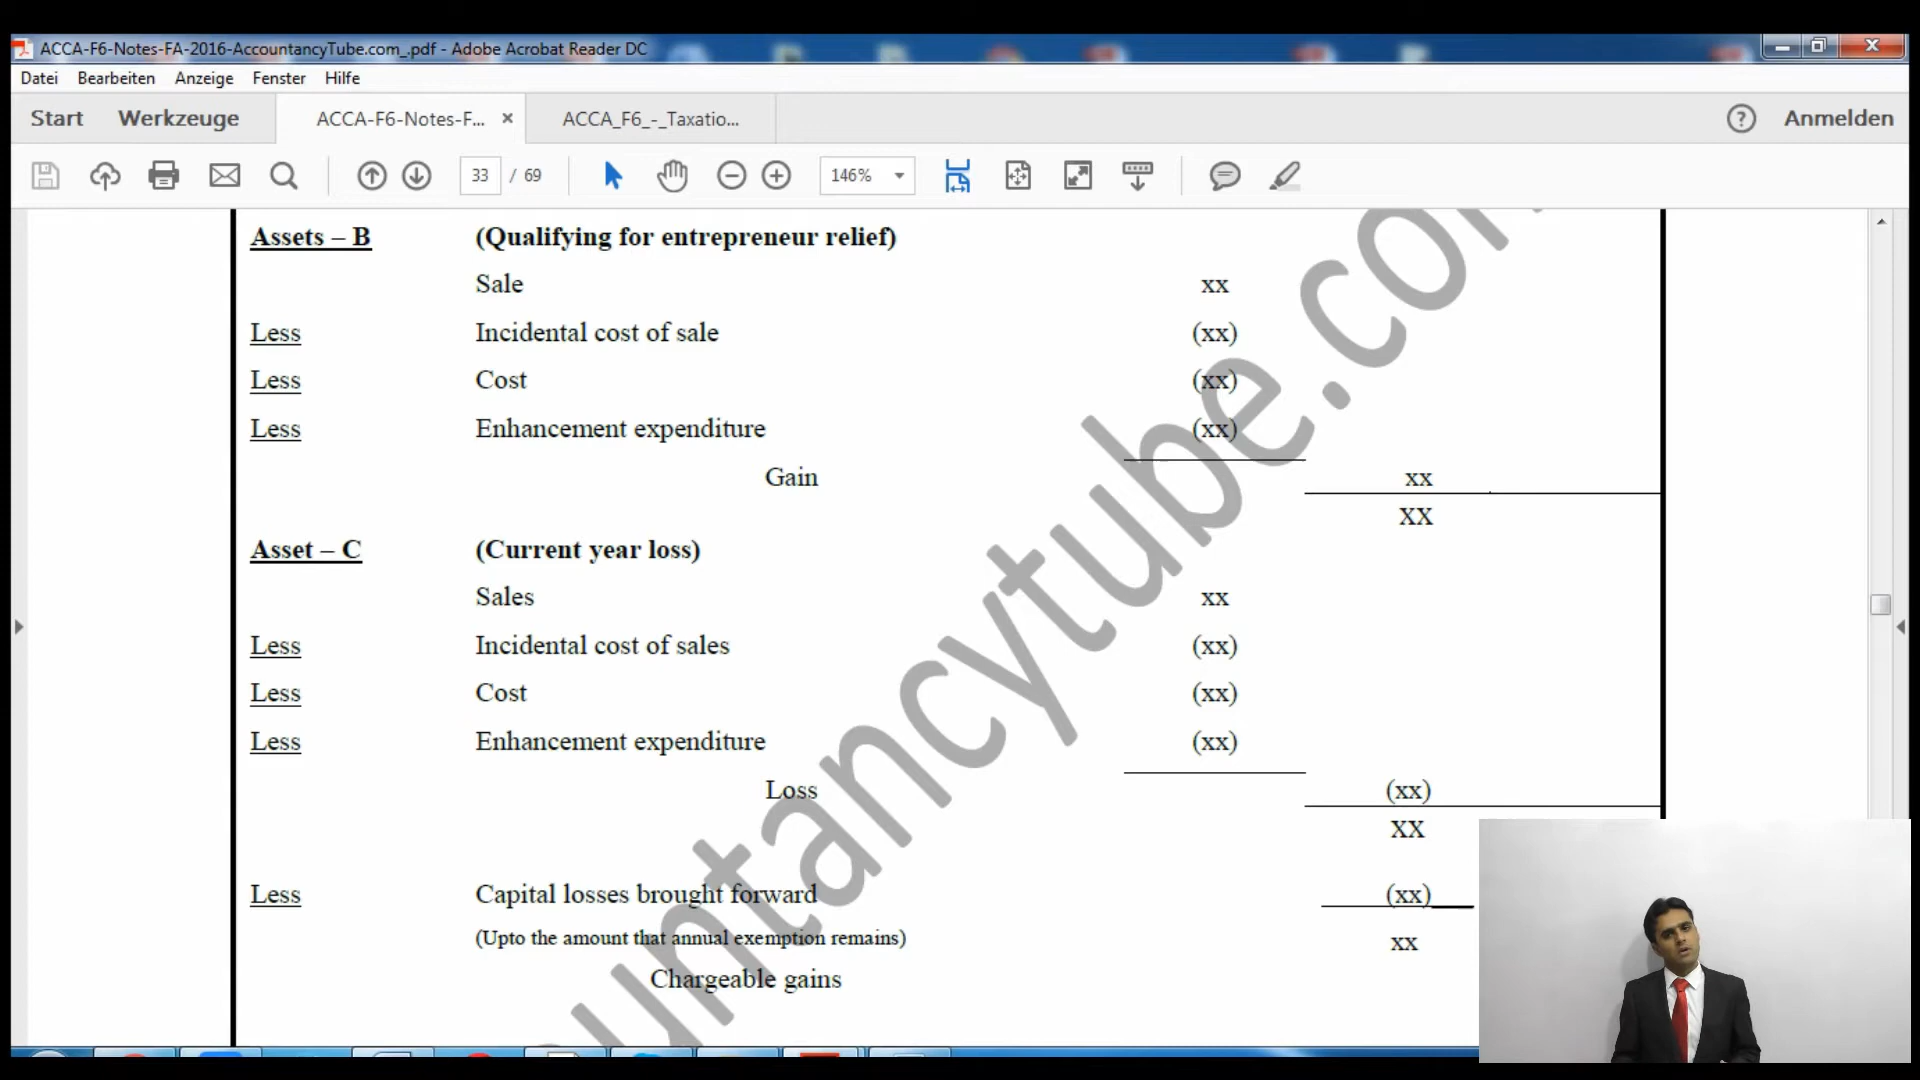 ACCA-F6-Notes-FA-2016-AccountancyTube.com_.pdf - Adobe Acrobat Reader DC
Datei Bearbeiten Anzeige Fenster Hilfe
Start Werkzeuge ACCA-F6-Notes-F... × ACCA_F6_-_Taxatio... ? Anmelden
33 / 69 146%
Assets – B (Qualifying for entrepreneur relief)
Sale xx
Less Incidental cost of sale (xx)
Less Cost (xx)
Less Enhancement expenditure (xx)
Gain xx
XX
Asset – C (Current year loss)
Sales xx
Less Incidental cost of sales (xx)
Less Cost (xx)
Less Enhancement expenditure (xx)
Loss (xx)
XX
Less Capital losses brought forward (xx)
(Upto the amount that annual exemption remains) xx
Chargeable gains
untancytube.com